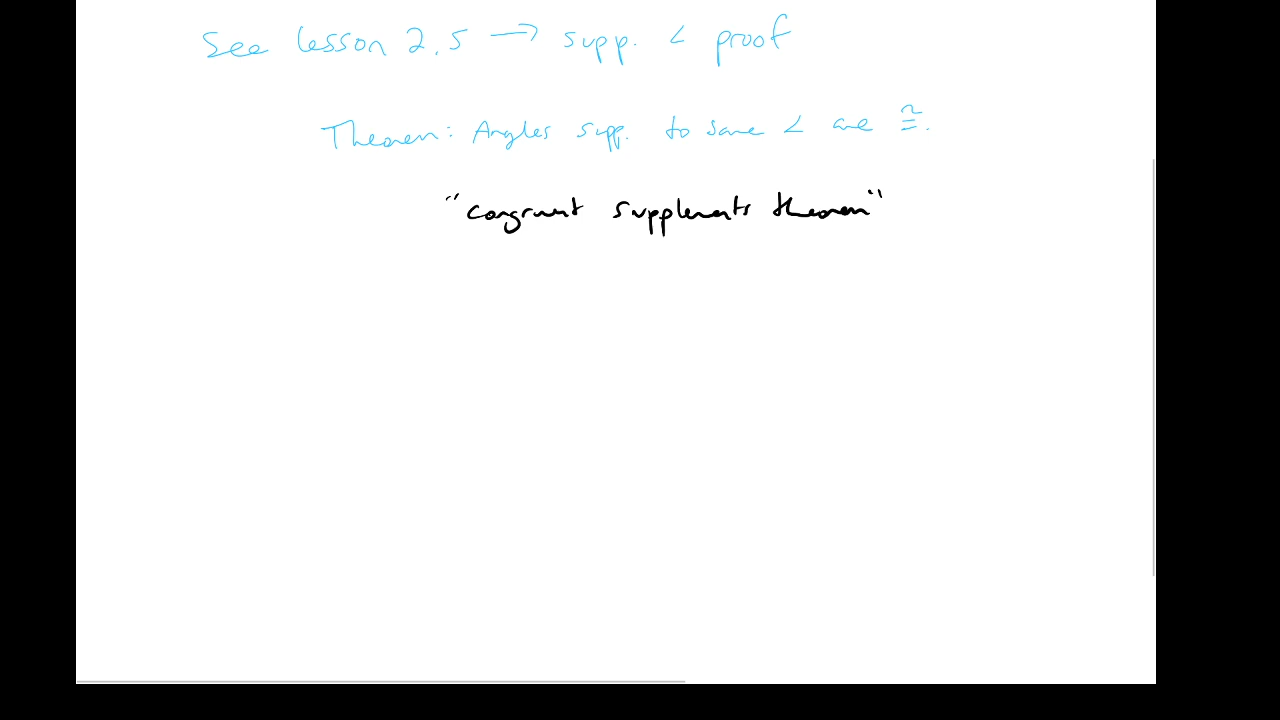 See lesson 2.5 → supp. ∠ proof
Theorem: Angles supp. to same ∠ are ≅.
"congruent supplements theorem"